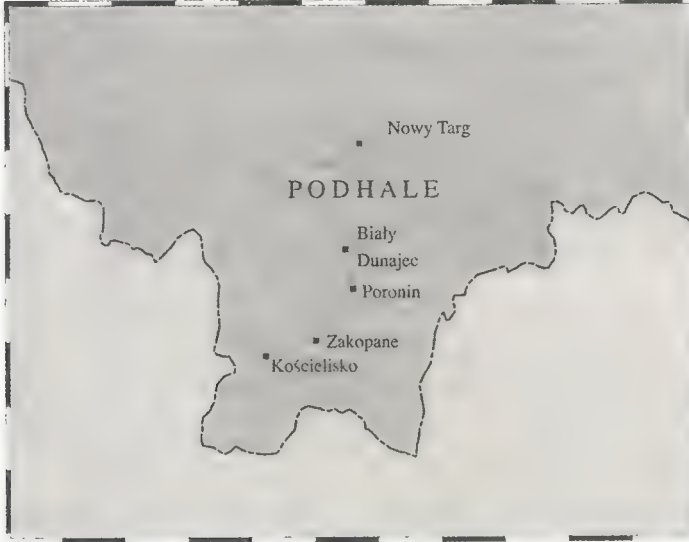 Nowy Targ
PODHALE
Biały
Dunajec
Poronin
Zakopane
Kościelisko